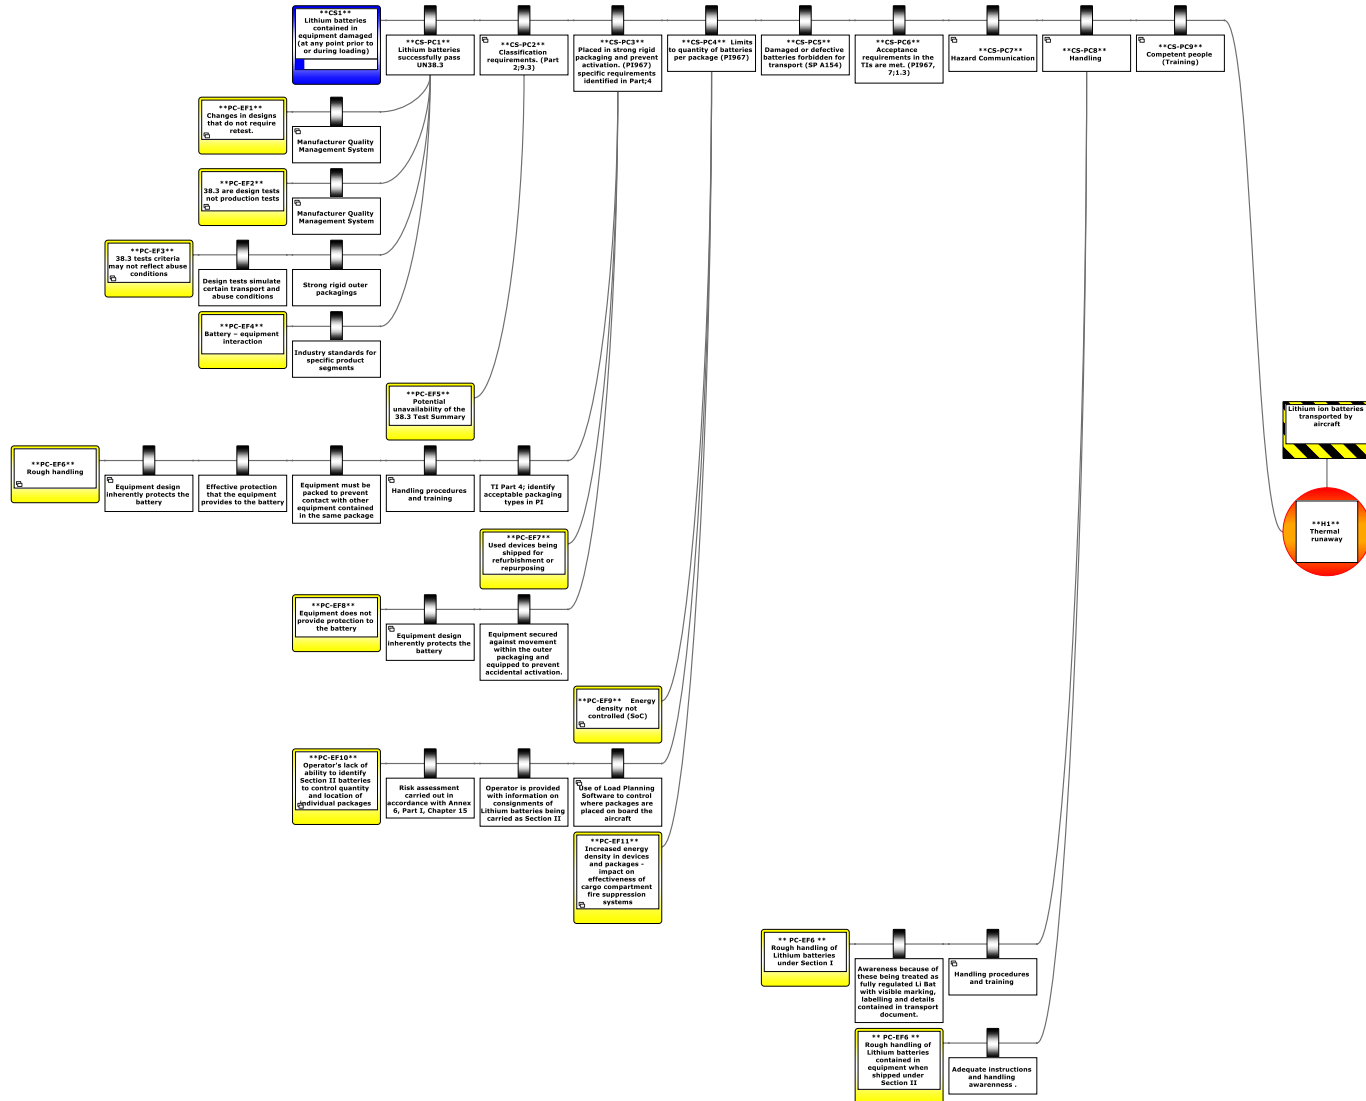 **CS1**
Lithium batteries
contained in
equipment damaged
(at any point prior to
or during loading)
**CS-PC1**
Lithium batteries
successfully pass
UN38.3
**CS-PC2**
Classification
requirements. (Part
2;9.3)
**CS-PC3**
Placed in strong rigid
packaging and prevent
activation. (PI967)
specific requirements
identified in Part;4
**CS-PC4** Limits
to quantity of batteries
per package (PI967)
**CS-PC5**
Damaged or defective
batteries forbidden for
transport (SP A154)
**CS-PC6**
Acceptance
requirements in the
TIs are met. (PI967,
7;1.3)
**CS-PC7**
Hazard Communication
**CS-PC8**
Handling
**CS-PC9**
Competent people
(Training)
**PC-EF1**
Changes in designs
that do not require
retest.
Manufacturer Quality
Management System
**PC-EF2**
38.3 are design tests
not production tests
Manufacturer Quality
Management System
**PC-EF3**
38.3 tests criteria
may not reflect abuse
conditions
Design tests simulate
certain transport and
abuse conditions
Strong rigid outer
packagings
**PC-EF4**
Battery – equipment
interaction
Industry standards for
specific product
segments
**PC-EF5**
Potential
unavailability of the
38.3 Test Summary
Lithium ion batteries
transported by
aircraft
**H1**
Thermal
runaway
**PC-EF6**
Rough handling
Equipment design
inherently protects the
battery
Effective protection
that the equipment
provides to the battery
Equipment must be
packed to prevent
contact with other
equipment contained
in the same package
Handling procedures
and training
TI Part 4; identify
acceptable packaging
types in PI
**PC-EF7**
Used devices being
shipped for
refurbishment or
repurposing
**PC-EF8**
Equipment does not
provide protection to
the battery
Equipment design
inherently protects the
battery
Equipment secured
against movement
within the outer
packaging and
equipped to prevent
accidental activation.
**PC-EF9** Energy
density not
controlled (SoC)
**PC-EF10**
Operator's lack of
ability to identify
Section II batteries
to control quantity
and location of
individual packages
Risk assessment
carried out in
accordance with Annex
6, Part I, Chapter 15
Operator is provided
with information on
consignments of
Lithium batteries being
carried as Section II
Use of Load Planning
Software to control
where packages are
placed on board the
aircraft
**PC-EF11**
Increased energy
density in devices
and packages -
impact on
effectiveness of
cargo compartment
fire suppression
systems
** PC-EF6 **
Rough handling of
Lithium batteries
under Section I
Awareness because of
these being treated as
fully regulated Li Bat
with visible marking,
labelling and details
contained in transport
document.
Handling procedures
and training
** PC-EF6 **
Rough handling of
Lithium batteries
contained in
equipment when
shipped under
Section II
Adequate instructions
and handling
awarenness .